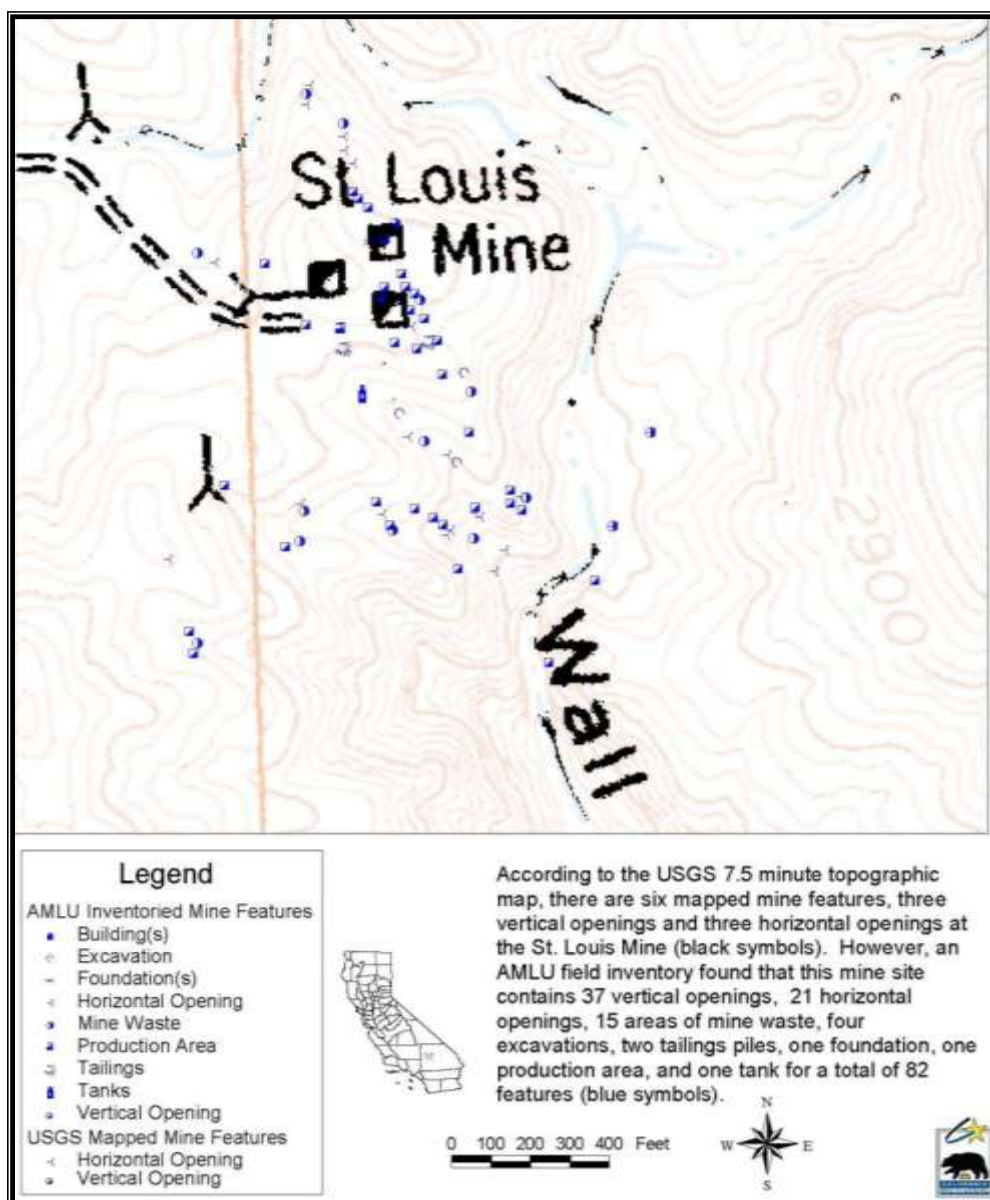 St Louis
Mine
2900
Wall
Legend
AMLU Inventoried Mine Features
Building(s)
Excavation
Foundation(s)
Horizontal Opening
Mine Waste
Production Area
Tailings
Tanks
Vertical Opening
USGS Mapped Mine Features
Horizontal Opening
Vertical Opening
According to the USGS 7.5 minute topographic
map, there are six mapped mine features, three
vertical openings and three horizontal openings at
the St. Louis Mine (black symbols). However, an
AMLU field inventory found that this mine site
contains 37 vertical openings, 21 horizontal
openings, 15 areas of mine waste, four
excavations, two tailings piles, one foundation, one
production area, and one tank for a total of 82
features (blue symbols).
0 100 200 300 400 Feet
N
W E
S